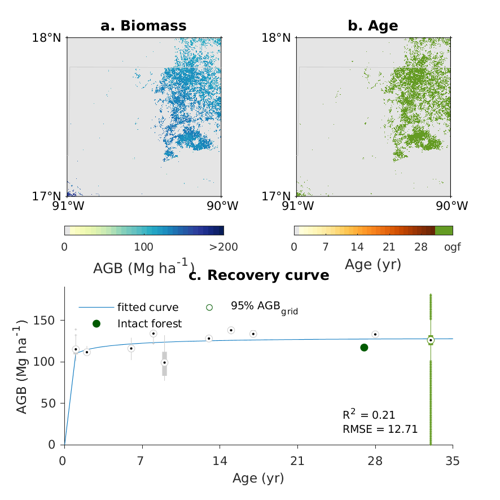 a. Biomass
b. Age
18°N
17°N
91°W
90°W
18°N
17°N
91°W
90°W
0
100
>200
AGB (Mg ha⁻¹)
0
7
14
21
28
ogf
Age (yr)
c. Recovery curve
fitted curve
95% AGB_grid
Intact forest
AGB (Mg ha⁻¹)
150
100
50
0
R² = 0.21
RMSE = 12.71
0
7
14
21
28
35
Age (yr)